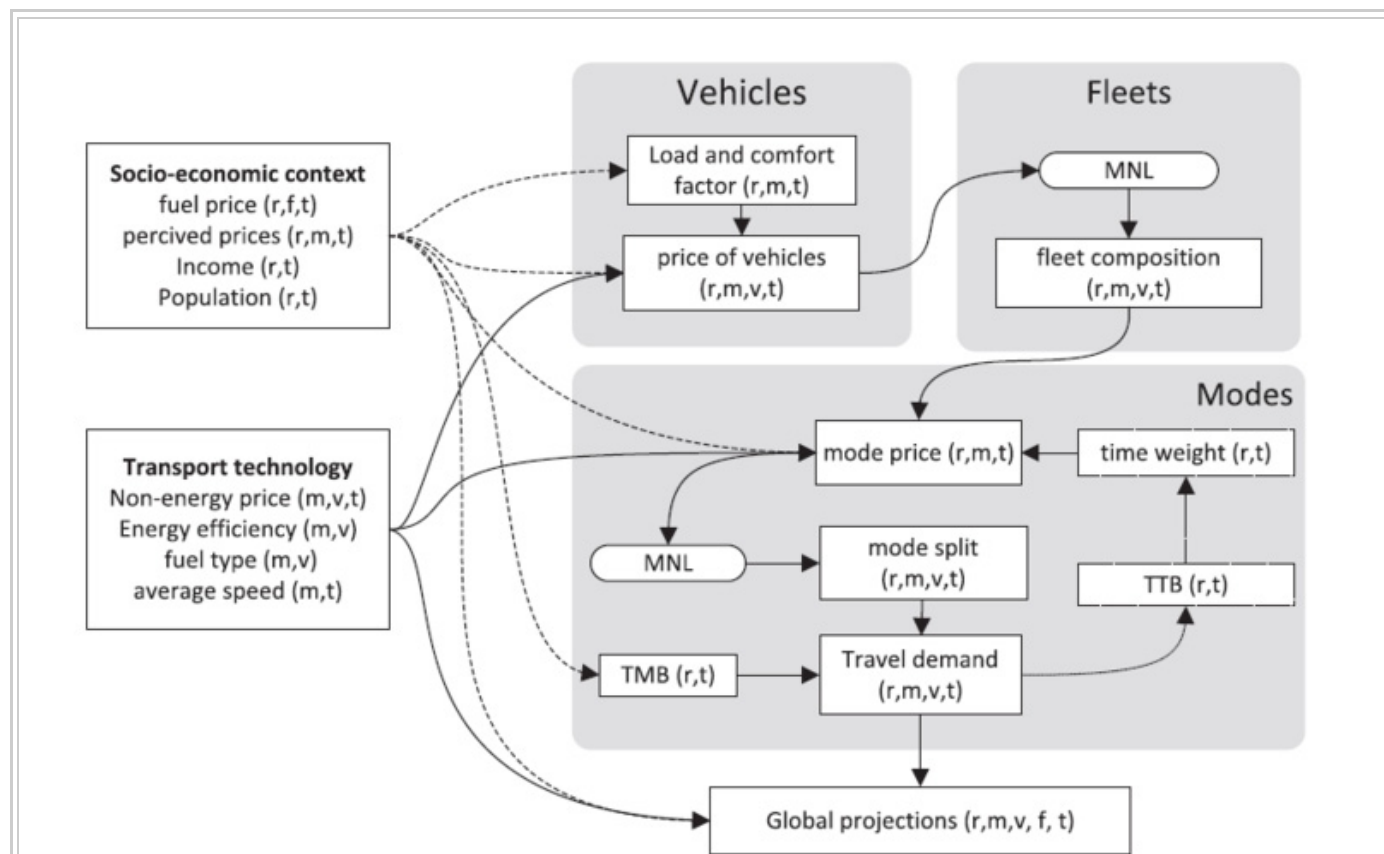 Vehicles
Fleets
Socio-economic context
fuel price (r,f,t)
percived prices (r,m,t)
Income (r,t)
Population (r,t)
Load and comfort
factor (r,m,t)
price of vehicles
(r,m,v,t)
MNL
fleet composition
(r,m,v,t)
Modes
Transport technology
Non-energy price (m,v,t)
Energy efficiency (m,v)
fuel type (m,v)
average speed (m,t)
mode price (r,m,t)
time weight (r,t)
MNL
mode split
(r,m,v,t)
TTB (r,t)
TMB (r,t)
Travel demand
(r,m,v,t)
Global projections (r,m,v, f, t)